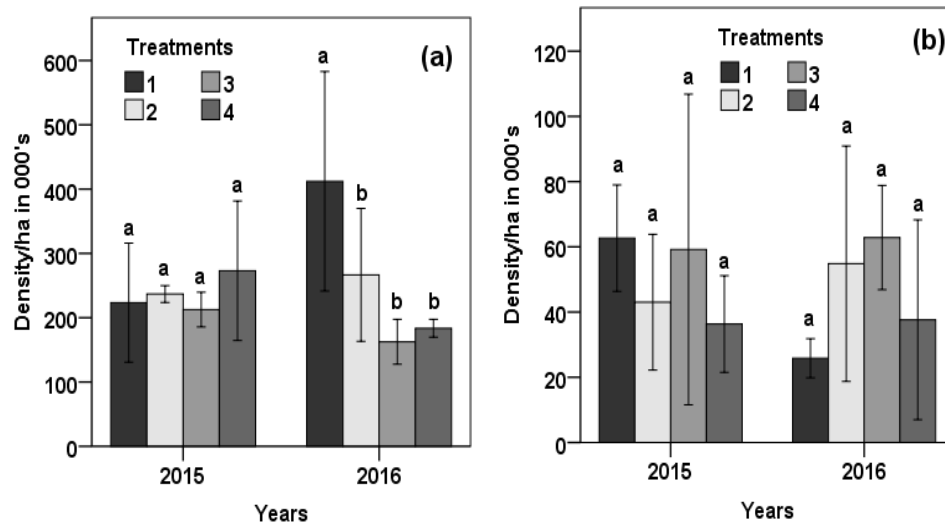 Treatments
1 3
2 4
(a)
Density/ha in 000's
600
500
400
300
200
100
0
a
a
a
a
a
b
b
b
2015 2016
Years
Treatments
1 3
2 4
(b)
Density/ha in 000's
120
100
80
60
40
20
0
a
a
a
a
a
a
a
a
2015 2016
Years